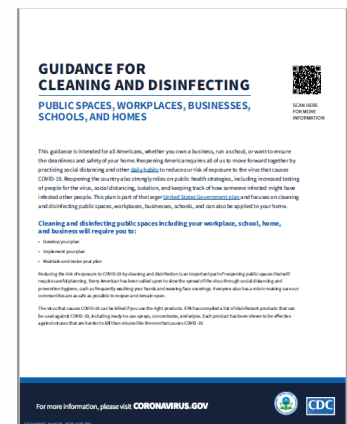 GUIDANCE FOR
CLEANING AND DISINFECTING
PUBLIC SPACES, WORKPLACES, BUSINESSES,
SCHOOLS, AND HOMES
SCAN HERE
FOR MORE
INFORMATION
This guidance is intended for all Americans, whether you own a business, run a school, or want to ensure
the cleanliness and safety of your home. Reopening America requires all of us to move forward together by
practicing social distancing and other daily habits to reduce our risk of exposure to the virus that causes
COVID-19. Reopening the country also strongly relies on public health strategies, including increased testing
of people for the virus, social distancing, isolation, and keeping track of how someone infected might have
infected other people. This plan is part of the larger United States Government plan and focuses on cleaning
and disinfecting public spaces, workplaces, businesses, schools, and can also be applied to your home.
Cleaning and disinfecting public spaces including your workplace, school, home,
and business will require you to:
• Develop your plan
• Implement your plan
• Maintain and revise your plan
Reducing the risk of exposure to COVID-19 by cleaning and disinfection is an important part of reopening public spaces that will
require careful planning. Every American has been called upon to slow the spread of the virus through social distancing and
prevention hygiene, such as frequently washing your hands and wearing face coverings. Everyone also has a role in making sure our
communities are as safe as possible to reopen and remain open.
The virus that causes COVID-19 can be killed if you use the right products. EPA has compiled a list of disinfectant products that can
be used against COVID-19, including ready-to-use sprays, concentrates, and wipes. Each product has been shown to be effective
against viruses that are harder to kill than viruses like the one that causes COVID-19.
For more information, please visit CORONAVIRUS.GOV
CDC